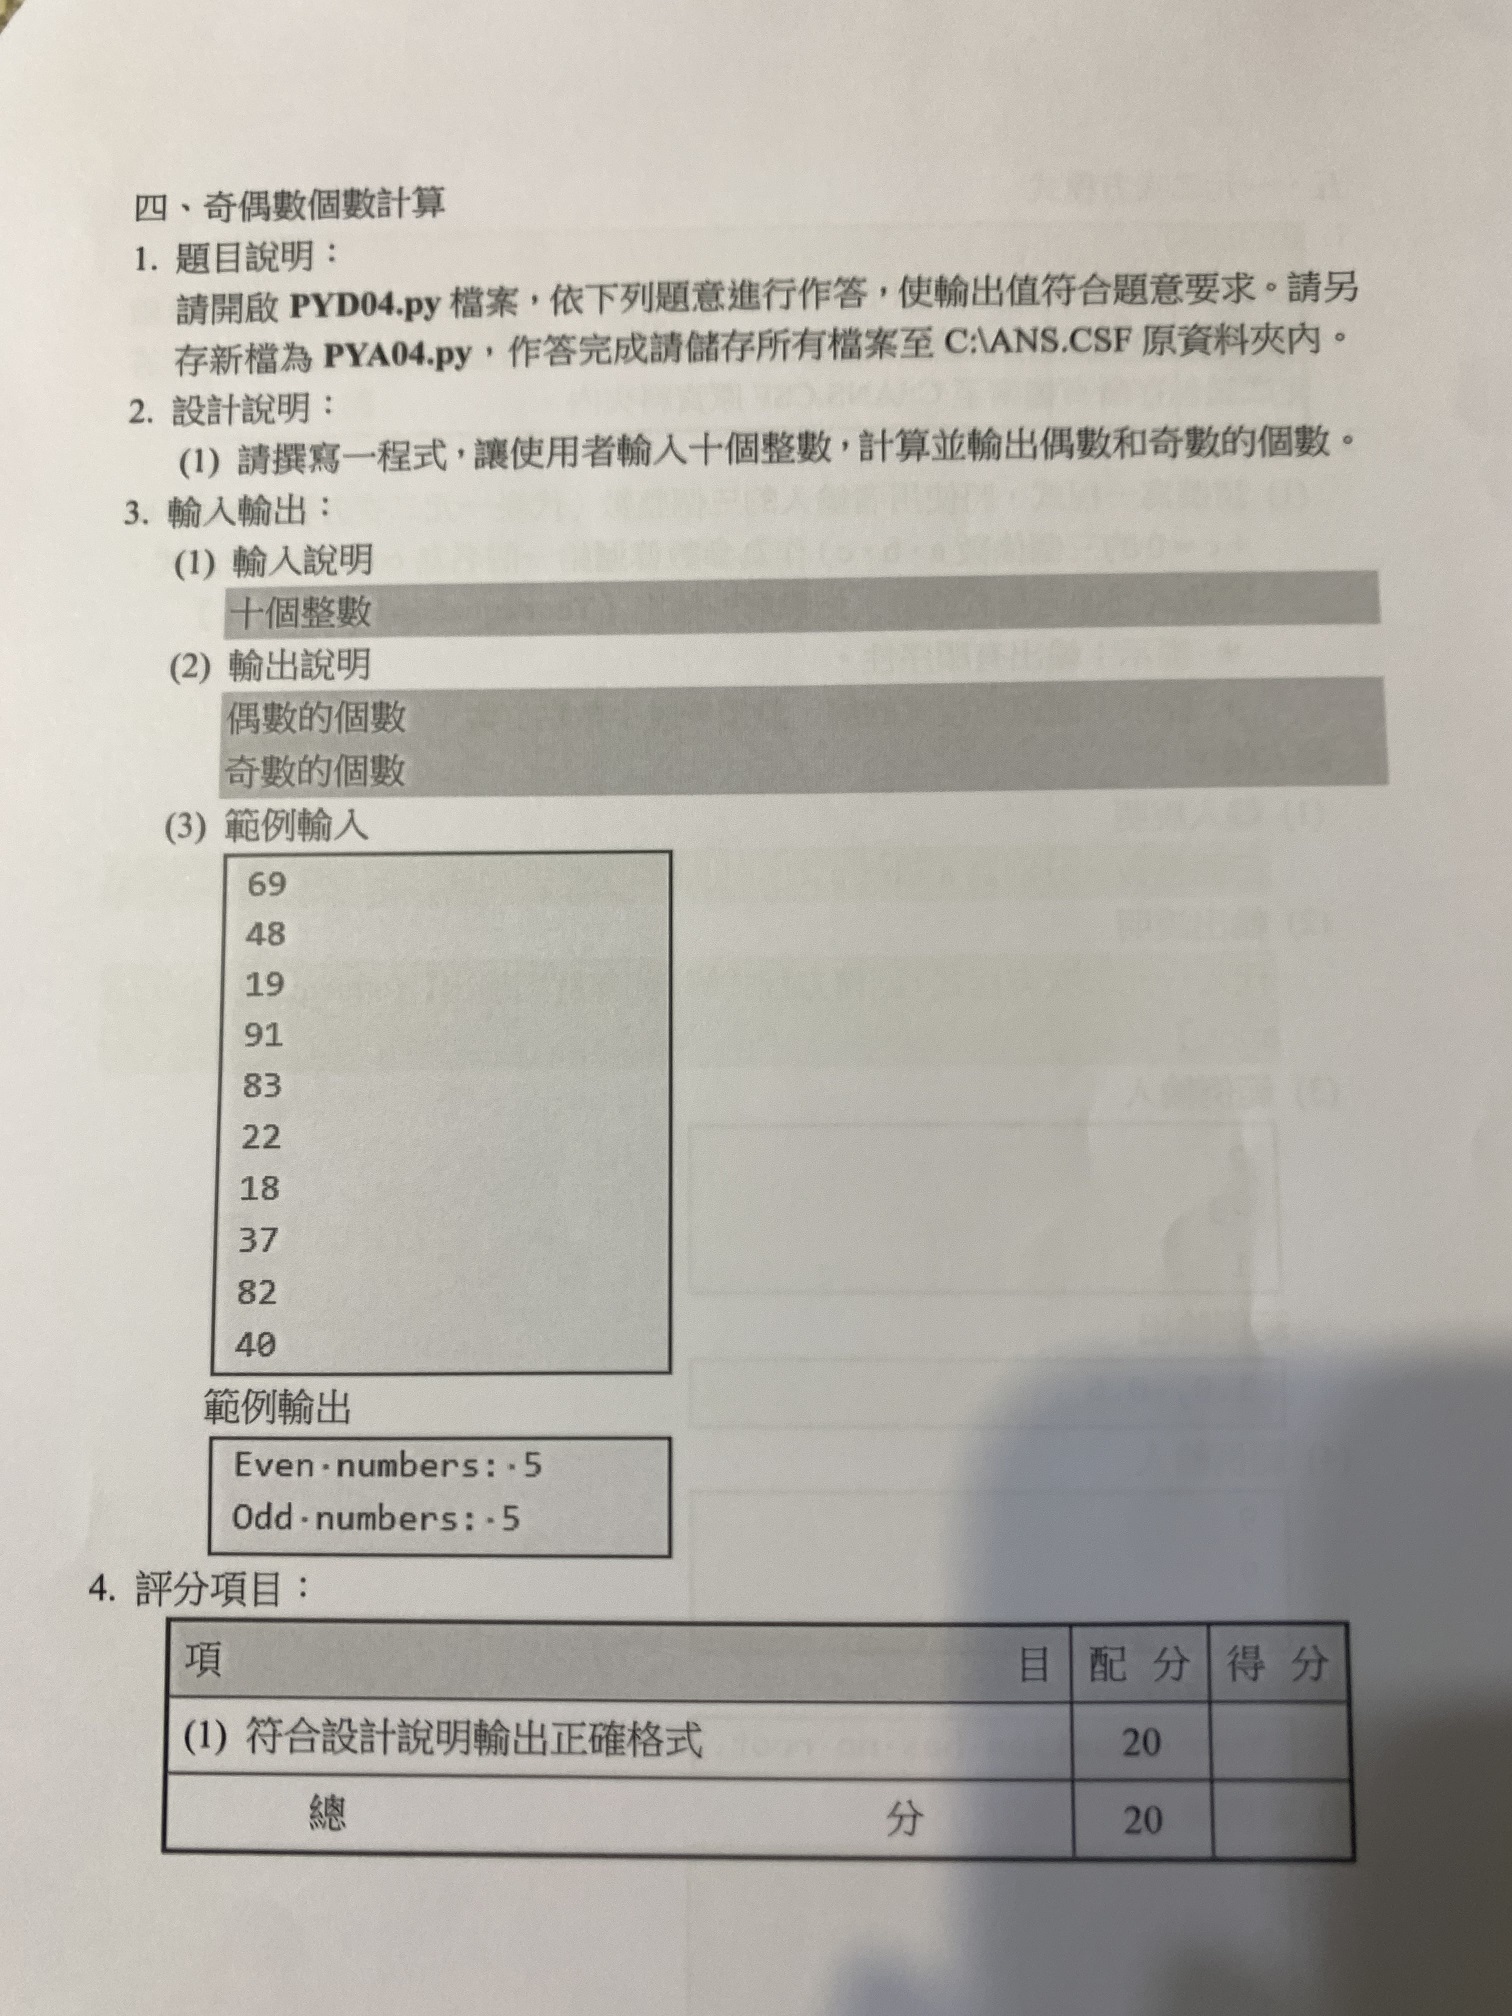 四、奇偶數個數計算
1. 題目說明：
請開啟 PYD04.py 檔案，依下列題意進行作答，使輸出值符合題意要求。請另
存新檔為 PYA04.py，作答完成請儲存所有檔案至 C:\ANS.CSF 原資料夾內。
2. 設計說明：
(1) 請撰寫一程式，讓使用者輸入十個整數，計算並輸出偶數和奇數的個數。
3. 輸入輸出：
(1) 輸入說明
十個整數
(2) 輸出說明
偶數的個數
奇數的個數
(3) 範例輸入
69
48
19
91
83
22
18
37
82
40
範例輸出
Even·numbers:·5
Odd·numbers:·5
4. 評分項目：
項 目 配 分 得 分
(1) 符合設計說明輸出正確格式 20
總 分 20